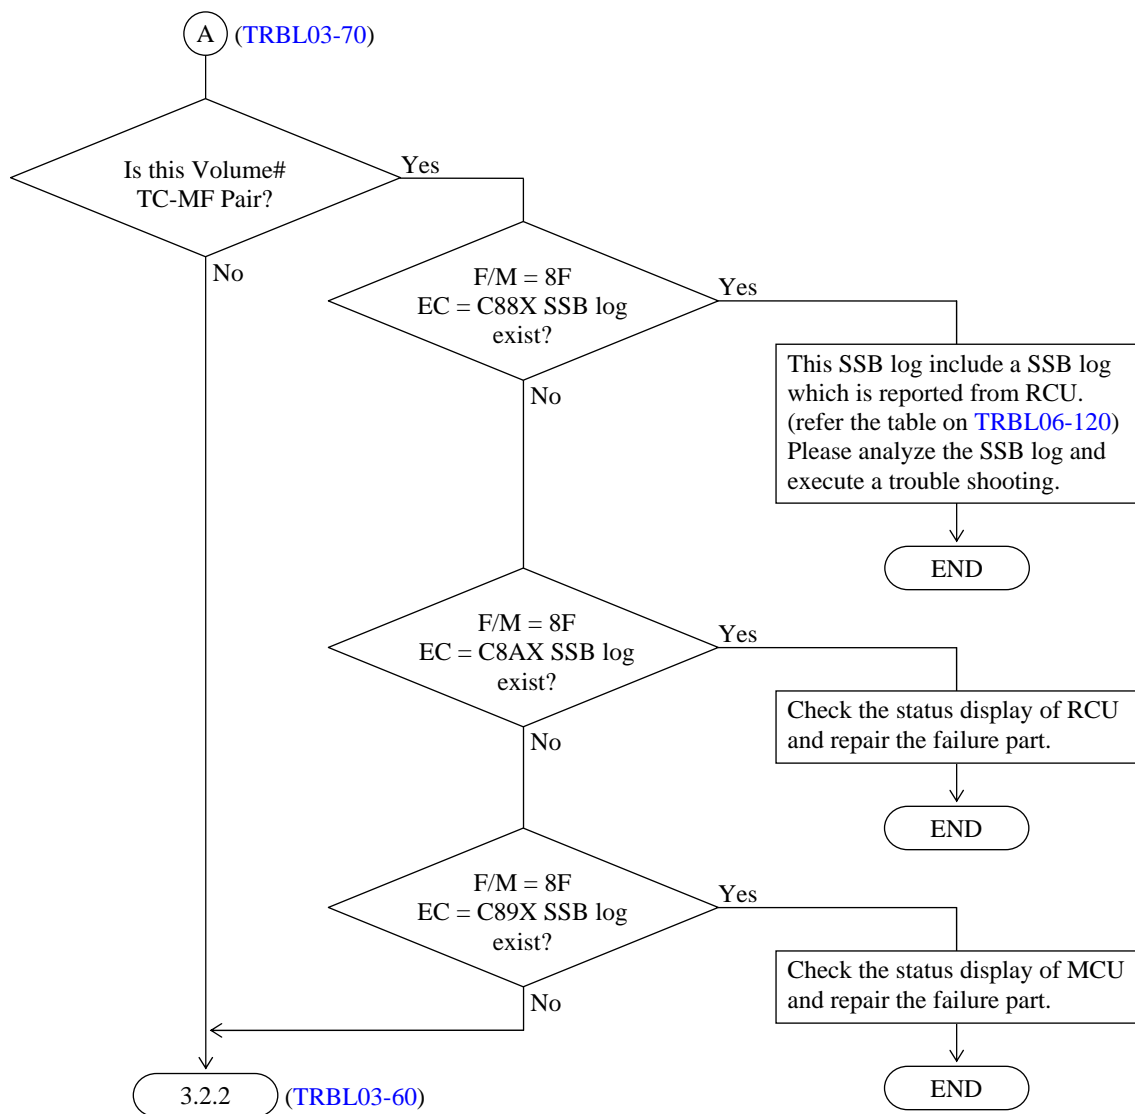 A (TRBL03-70)
Is this Volume#
TC-MF Pair?
Yes
No
F/M = 8F
EC = C88X SSB log
exist?
Yes
No
This SSB log include a SSB log
which is reported from RCU.
(refer the table on TRBL06-120)
Please analyze the SSB log and
execute a trouble shooting.
END
F/M = 8F
EC = C8AX SSB log
exist?
Yes
No
Check the status display of RCU
and repair the failure part.
END
F/M = 8F
EC = C89X SSB log
exist?
Yes
No
Check the status display of MCU
and repair the failure part.
END
3.2.2 (TRBL03-60)